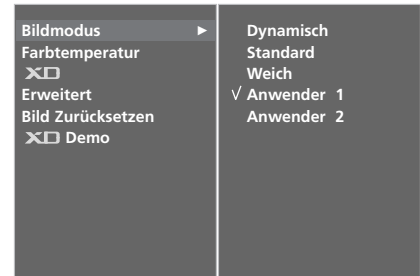 Bildmodus ►
Farbtemperatur
XD
Erweitert
Bild Zurücksetzen
XD Demo
Dynamisch
Standard
Weich
√ Anwender 1
Anwender 2